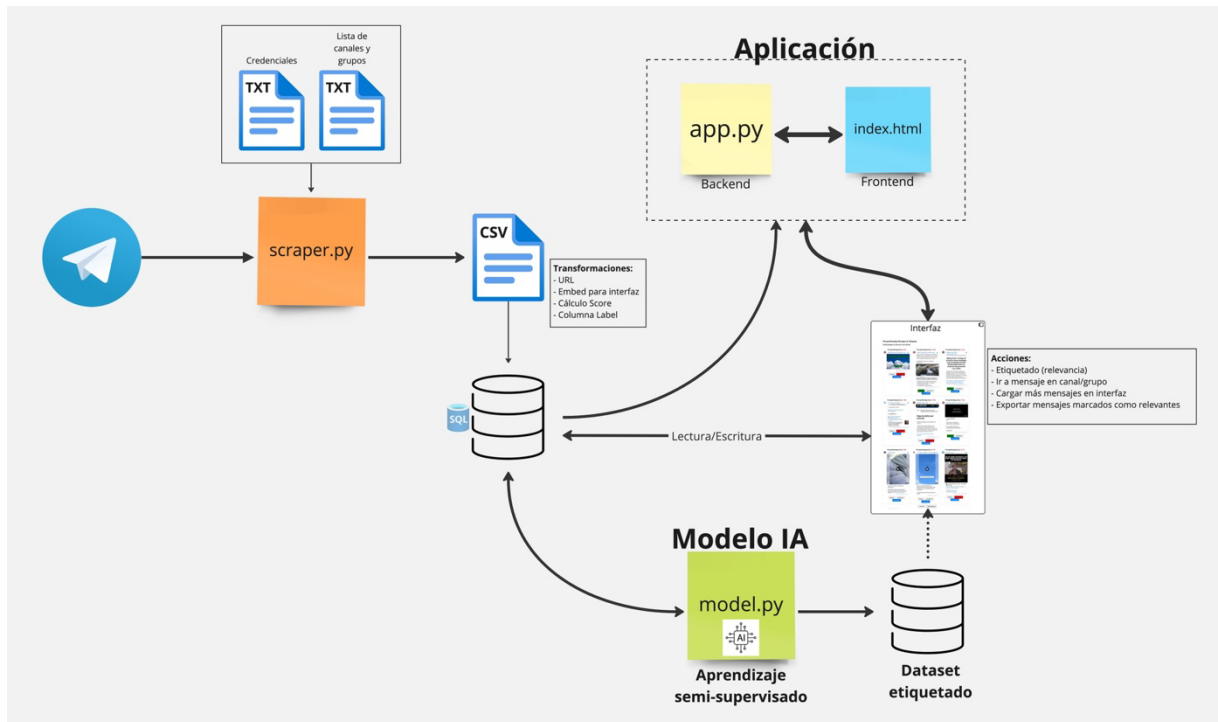 Lista de
canales y
grupos
Credenciales
TXT
TXT
Aplicación
app.py
index.html
Backend
Frontend
scraper.py
CSV
Transformaciones:
- URL
- Embed para interfaz
- Cálculo Score
- Columna Label
Interfaz
Acciones:
- Etiquetado (relevancia)
- Ir a mensaje en canal/grupo
- Cargar más mensajes en interfaz
- Exportar mensajes marcados como relevantes
SQL
Lectura/Escritura
Modelo IA
model.py
AI
Aprendizaje
semi-supervisado
Dataset
etiquetado